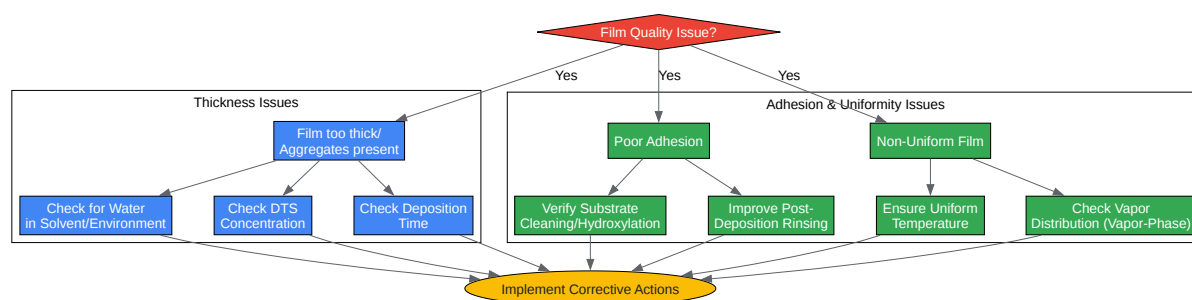 Film Quality Issue?
Yes
Yes
Yes
Thickness Issues
Adhesion & Uniformity Issues
Film too thick/
Aggregates present
Poor Adhesion
Non-Uniform Film
Check for Water
in Solvent/Environment
Check DTS
Concentration
Check Deposition
Time
Verify Substrate
Cleaning/Hydroxylation
Improve Post-
Deposition Rinsing
Ensure Uniform
Temperature
Check Vapor
Distribution (Vapor-Phase)
Implement Corrective Actions